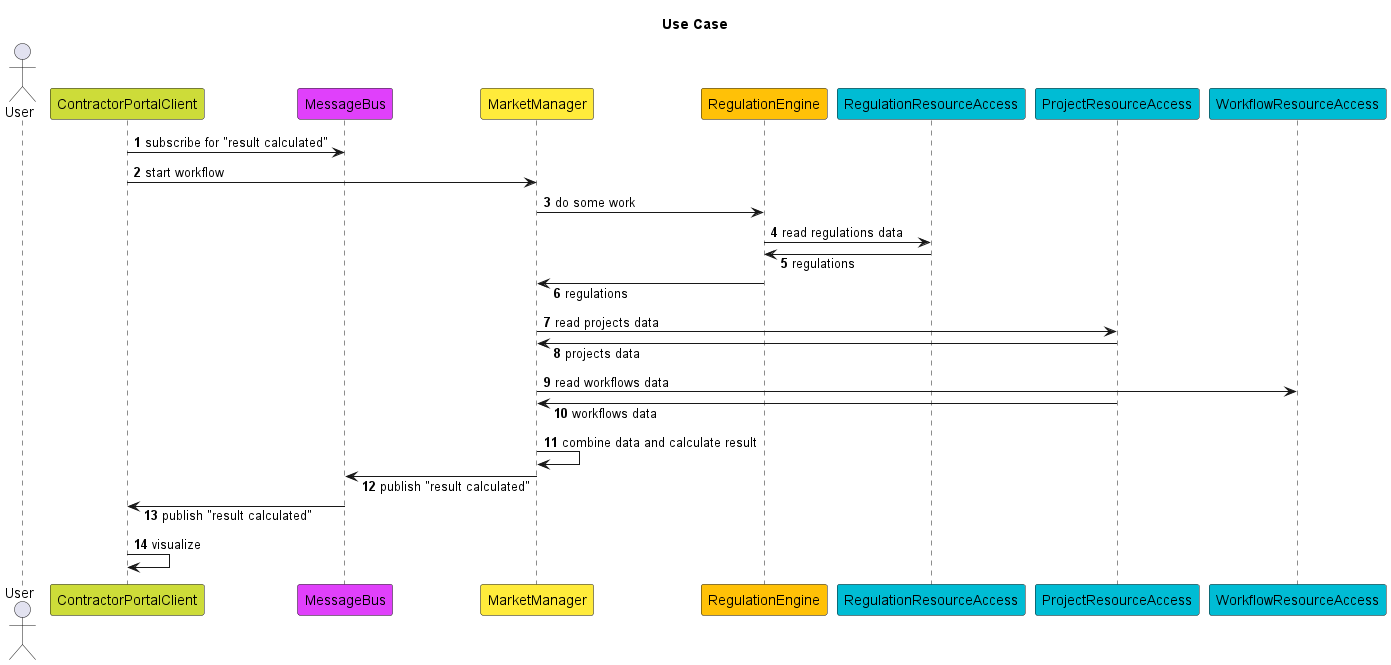 Use Case
User
ContractorPortalClient
MessageBus
MarketManager
RegulationEngine
RegulationResourceAccess
ProjectResourceAccess
WorkflowResourceAccess
1 subscribe for "result calculated"
2 start workflow
3 do some work
4 read regulations data
5 regulations
6 regulations
7 read projects data
8 projects data
9 read workflows data
10 workflows data
11 combine data and calculate result
12 publish "result calculated"
13 publish "result calculated"
14 visualize
User
ContractorPortalClient
MessageBus
MarketManager
RegulationEngine
RegulationResourceAccess
ProjectResourceAccess
WorkflowResourceAccess